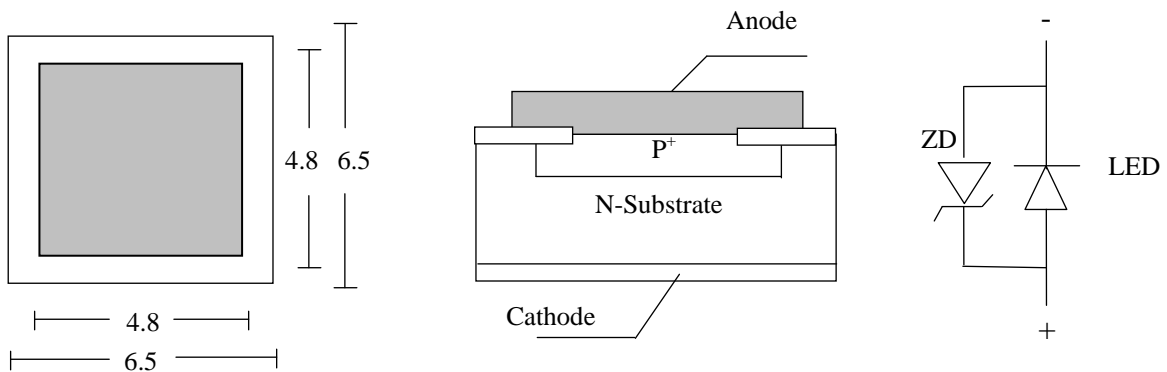 4.8
6.5
4.8
6.5
Anode
P+
N-Substrate
Cathode
-
ZD
LED
+